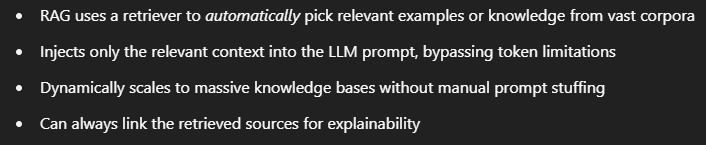 • RAG uses a retriever to automatically pick relevant examples or knowledge from vast corpora
• Injects only the relevant context into the LLM prompt, bypassing token limitations
• Dynamically scales to massive knowledge bases without manual prompt stuffing
• Can always link the retrieved sources for explainability